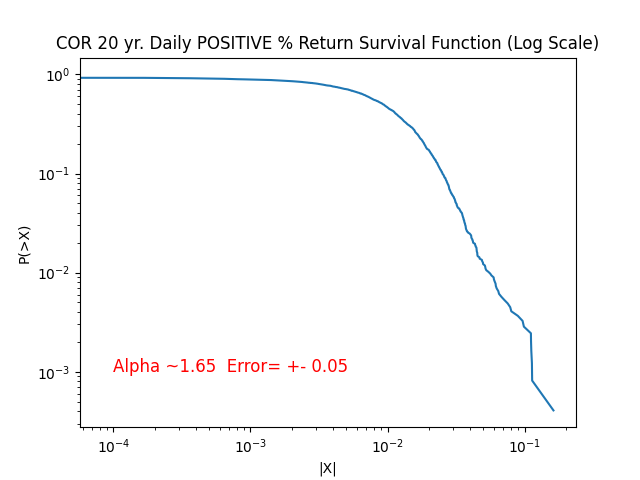 COR 20 yr. Daily POSITIVE % Return Survival Function (Log Scale)
10⁰
10⁻¹
10⁻²
10⁻³
P(>X)
Alpha ~1.65  Error= +- 0.05
10⁻⁴ 10⁻³ 10⁻² 10⁻¹
|X|